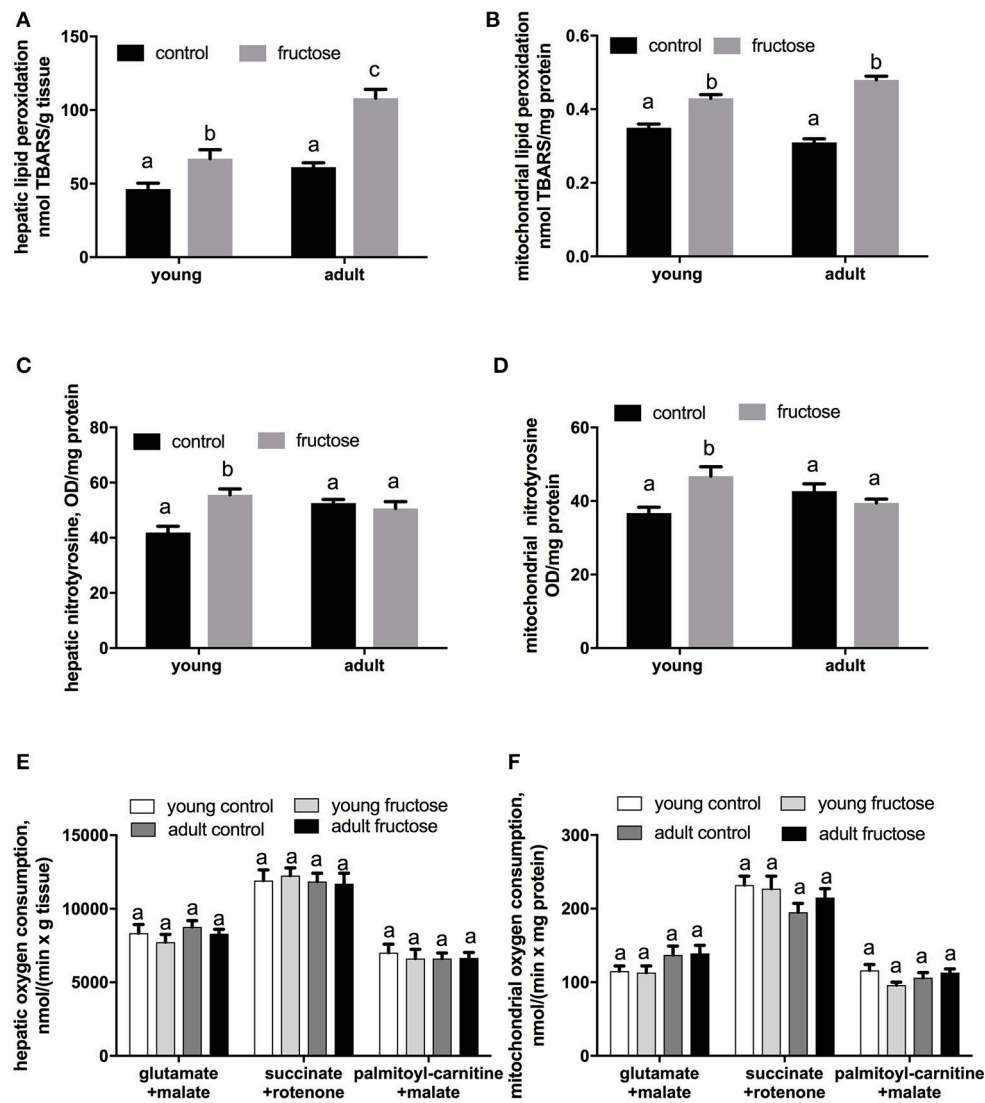 A
hepatic lipid peroxidation
nmol TBARS/g tissue
150
100
50
0
control fructose
a b a c
young adult
B
mitochondrial lipid peroxidation
nmol TBARS/mg protein
0.6
0.4
0.2
0.0
control fructose
a b a b
young adult
C
hepatic nitrotyrosine, OD/mg protein
80
60
40
20
0
control fructose
a b a a
young adult
D
mitochondrial nitrotyrosine
OD/mg protein
60
40
20
0
control fructose
a b a a
young adult
E
hepatic oxygen consumption,
nmol/(min x g tissue)
15000
10000
5000
0
young control young fructose
adult control adult fructose
a a a a a a a a a a a a
glutamate succinate palmitoyl-carnitine
+malate +rotenone +malate
F
mitochondrial oxygen consumption,
nmol/(min x mg protein)
300
200
100
0
young control young fructose
adult control adult fructose
a a a a a a a a a a a a
glutamate succinate palmitoyl-carnitine
+malate +rotenone +malate